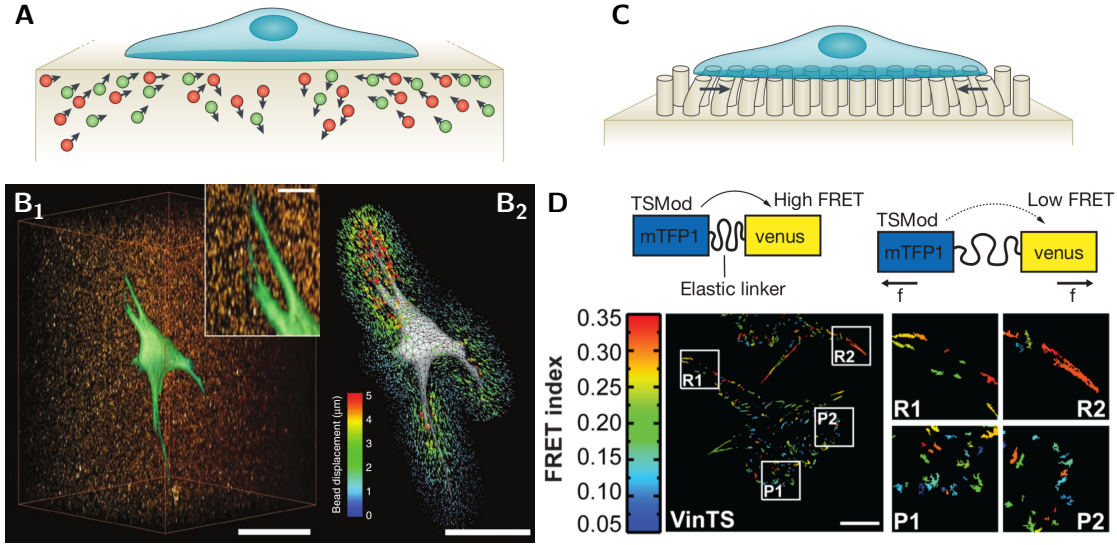 A
C
B1
B2
Bead displacement (μm)
5
4
3
2
1
0
D
TSMod
High FRET
mTFP1
venus
Elastic linker
TSMod
Low FRET
mTFP1
venus
f
f
FRET index
0.35
0.30
0.25
0.20
0.15
0.10
0.05
R1
R2
P2
P1
VinTS
R1
R2
P1
P2